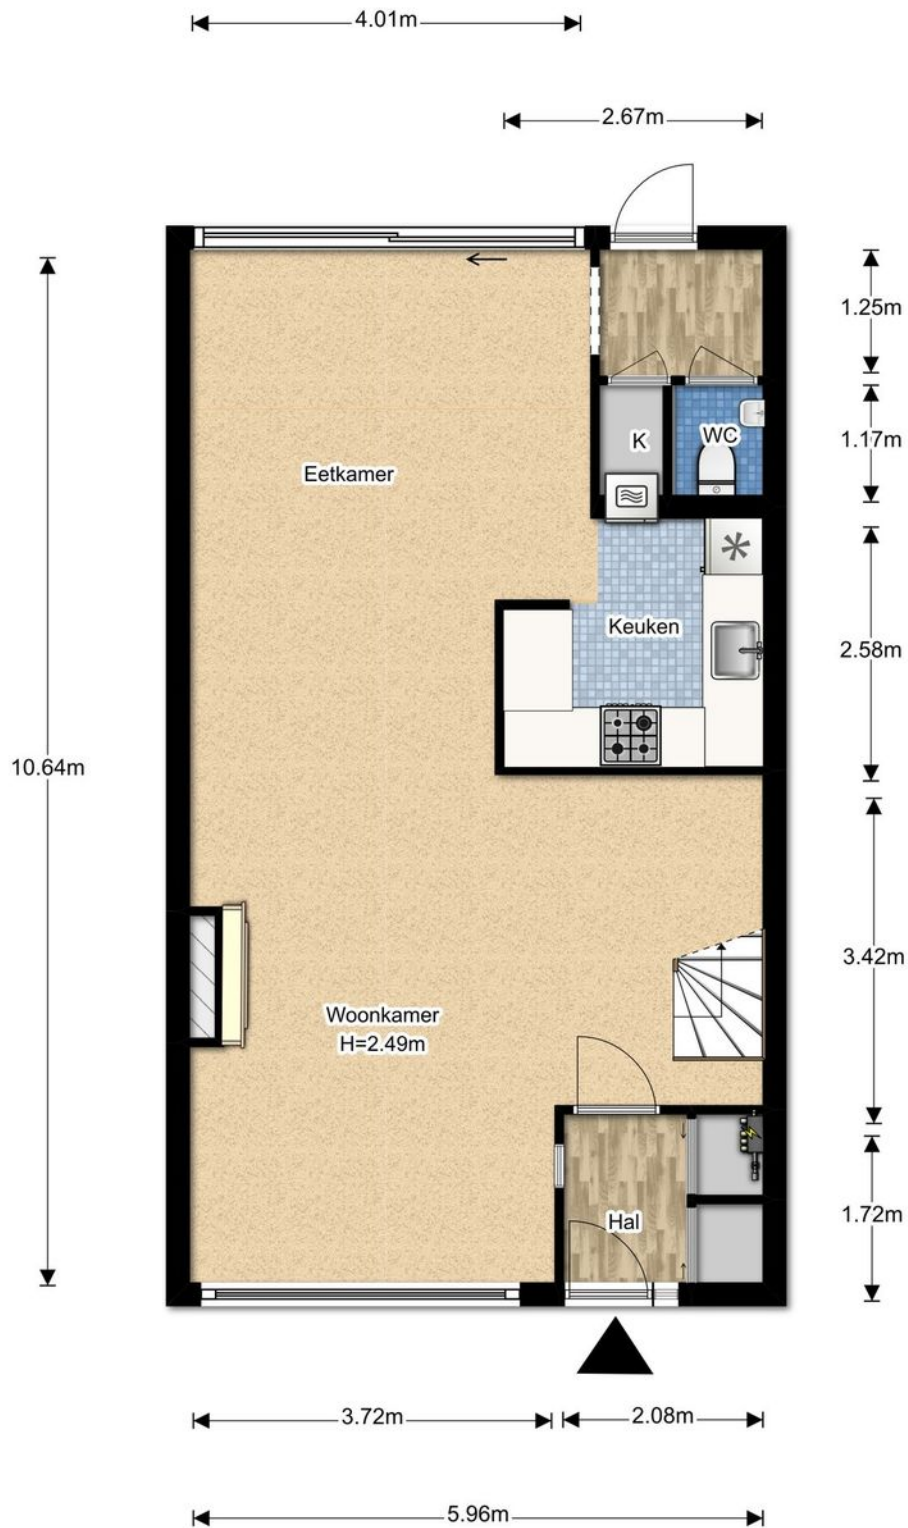 4.01m
2.67m
1.25m
K
WC
1.17m
Eetkamer
Keuken
2.58m
10.64m
3.42m
Woonkamer
H=2.49m
Hal
1.72m
3.72m
2.08m
5.96m